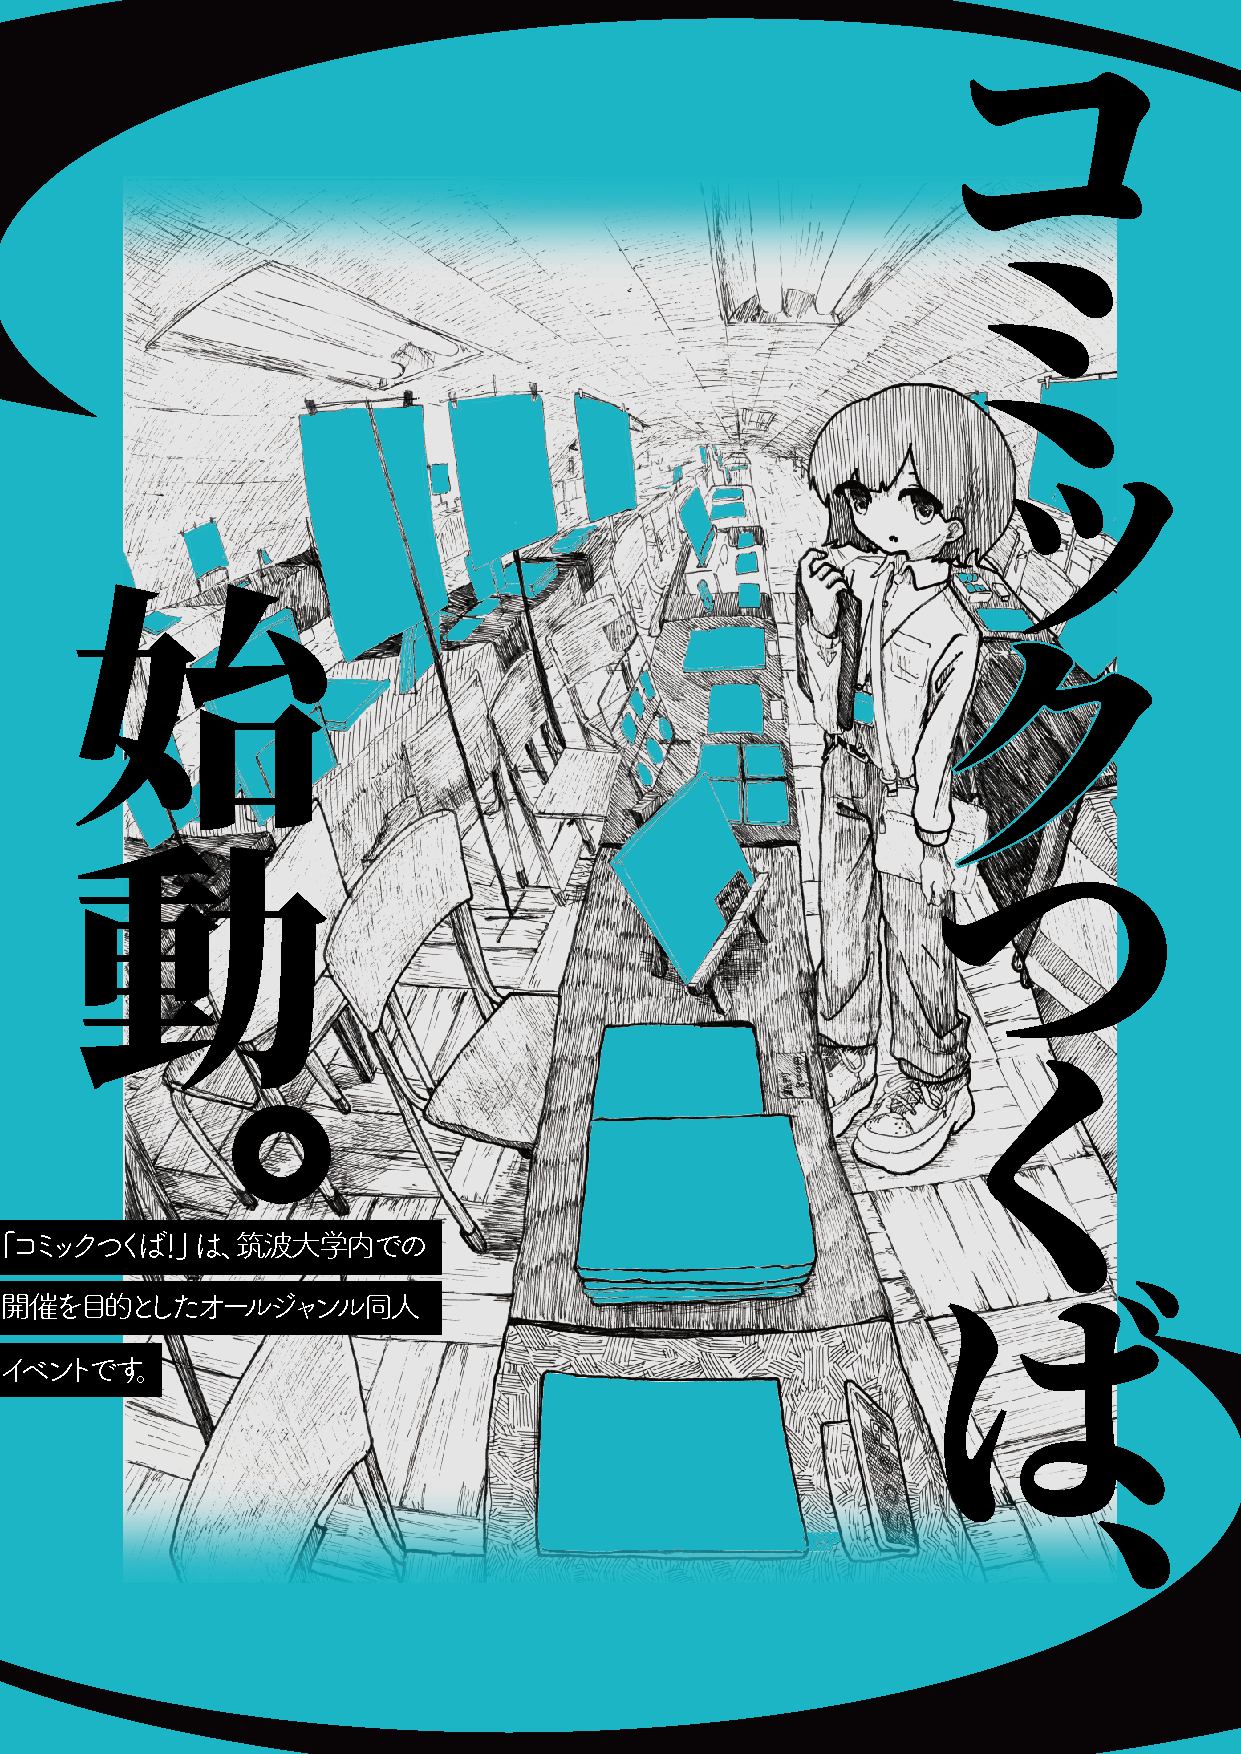 コミックつくば、
始動。
「コミックつくば!」は、筑波大学内での
開催を目的としたオールジャンル同人
イベントです。